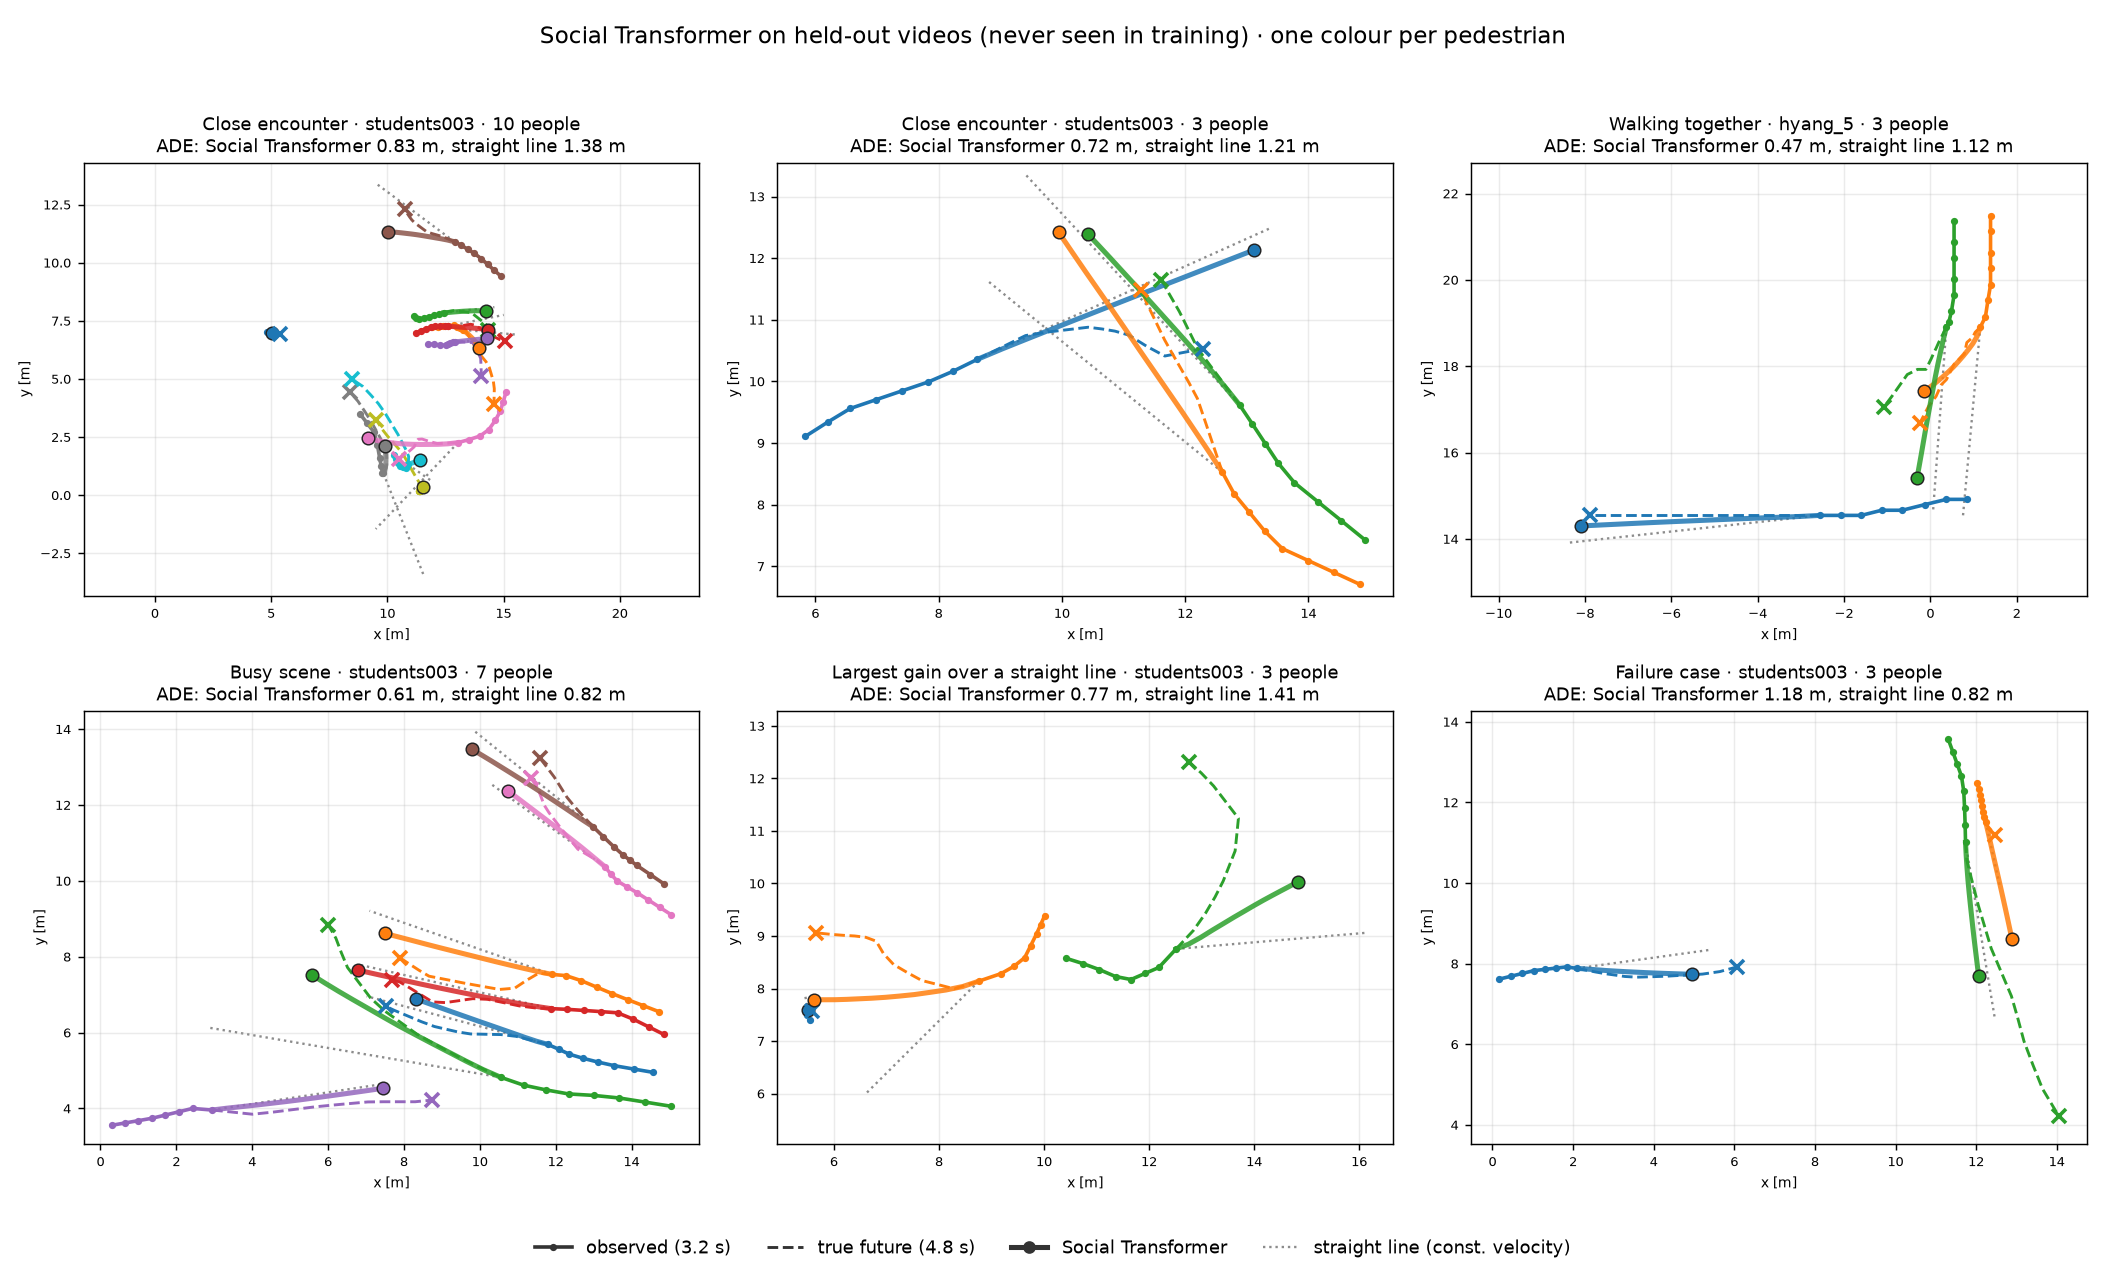 Social Transformer on held-out videos (never seen in training) · one colour per pedestrian
Close encounter · students003 · 10 people
ADE: Social Transformer 0.83 m, straight line 1.38 m
12.5
10.0
7.5
5.0
2.5
0.0
−2.5
y [m]
0 5 10 15 20
x [m]
Close encounter · students003 · 3 people
ADE: Social Transformer 0.72 m, straight line 1.21 m
13
12
11
10
9
8
7
y [m]
6 8 10 12 14
x [m]
Walking together · hyang_5 · 3 people
ADE: Social Transformer 0.47 m, straight line 1.12 m
22
20
18
16
14
y [m]
−10 −8 −6 −4 −2 0 2
x [m]
Busy scene · students003 · 7 people
ADE: Social Transformer 0.61 m, straight line 0.82 m
14
12
10
8
6
4
y [m]
0 2 4 6 8 10 12 14
x [m]
Largest gain over a straight line · students003 · 3 people
ADE: Social Transformer 0.77 m, straight line 1.41 m
13
12
11
10
9
8
7
6
y [m]
6 8 10 12 14 16
x [m]
Failure case · students003 · 3 people
ADE: Social Transformer 1.18 m, straight line 0.82 m
14
12
10
8
6
4
y [m]
0 2 4 6 8 10 12 14
x [m]
observed (3.2 s) true future (4.8 s) Social Transformer straight line (const. velocity)